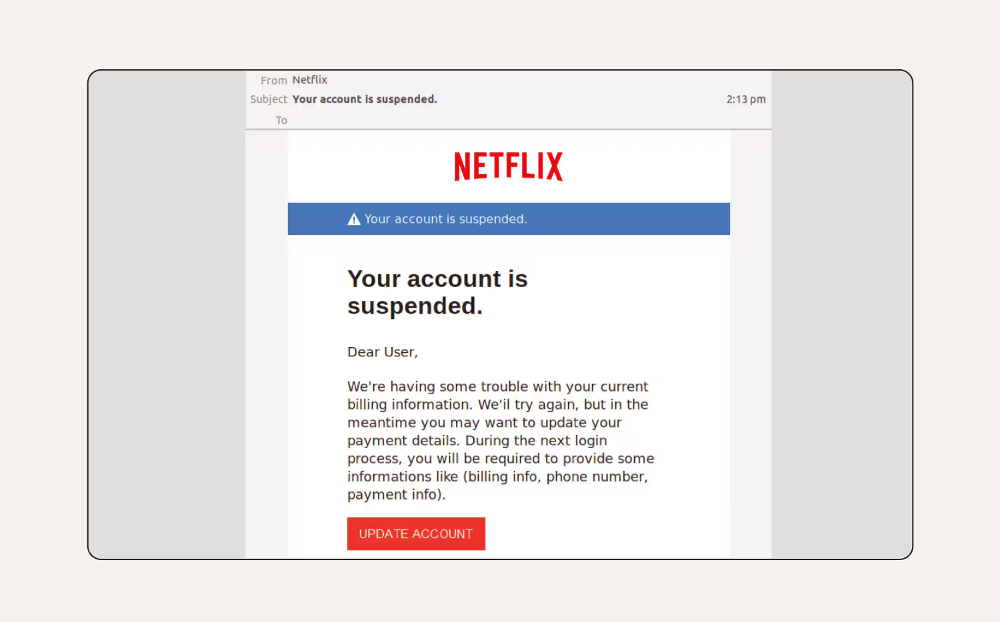 From Netflix
Subject Your account is suspended. 2:13 pm
To
NETFLIX
Your account is suspended.
Your account is
suspended.
Dear User,
We're having some trouble with your current
billing information. We'il try again, but in the
meantime you may want to update your
payment details. During the next login
process, you will be required to provide some
informations like (billing info, phone number,
payment info).
UPDATE ACCOUNT